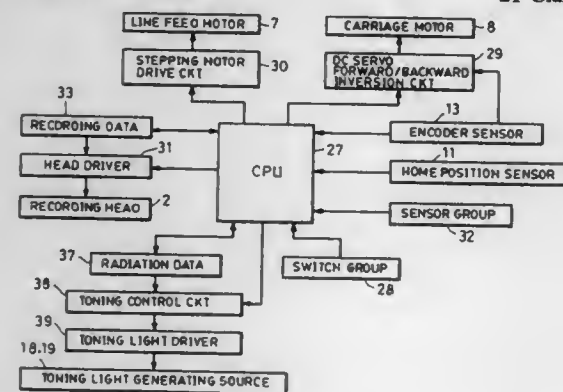 LINE FEED MOTOR
7
STEPPING MOTOR
DRIVE CKT
30
CARRIAGE MOTOR
8
DC SERVO
FORWARD/BACKWARD
INVERSION CKT
29
33
RECORDING DATA
31
HEAD DRIVER
RECORDING HEAD
2
CPU
27
13
ENCODER SENSOR
11
HOME POSITION SENSOR
SENSOR GROUP
32
37
RADIATION DATA
SWITCH GROUP
28
38
TONING CONTROL CKT
39
TONING LIGHT DRIVER
18.19
TONING LIGHT GENERATING SOURCE